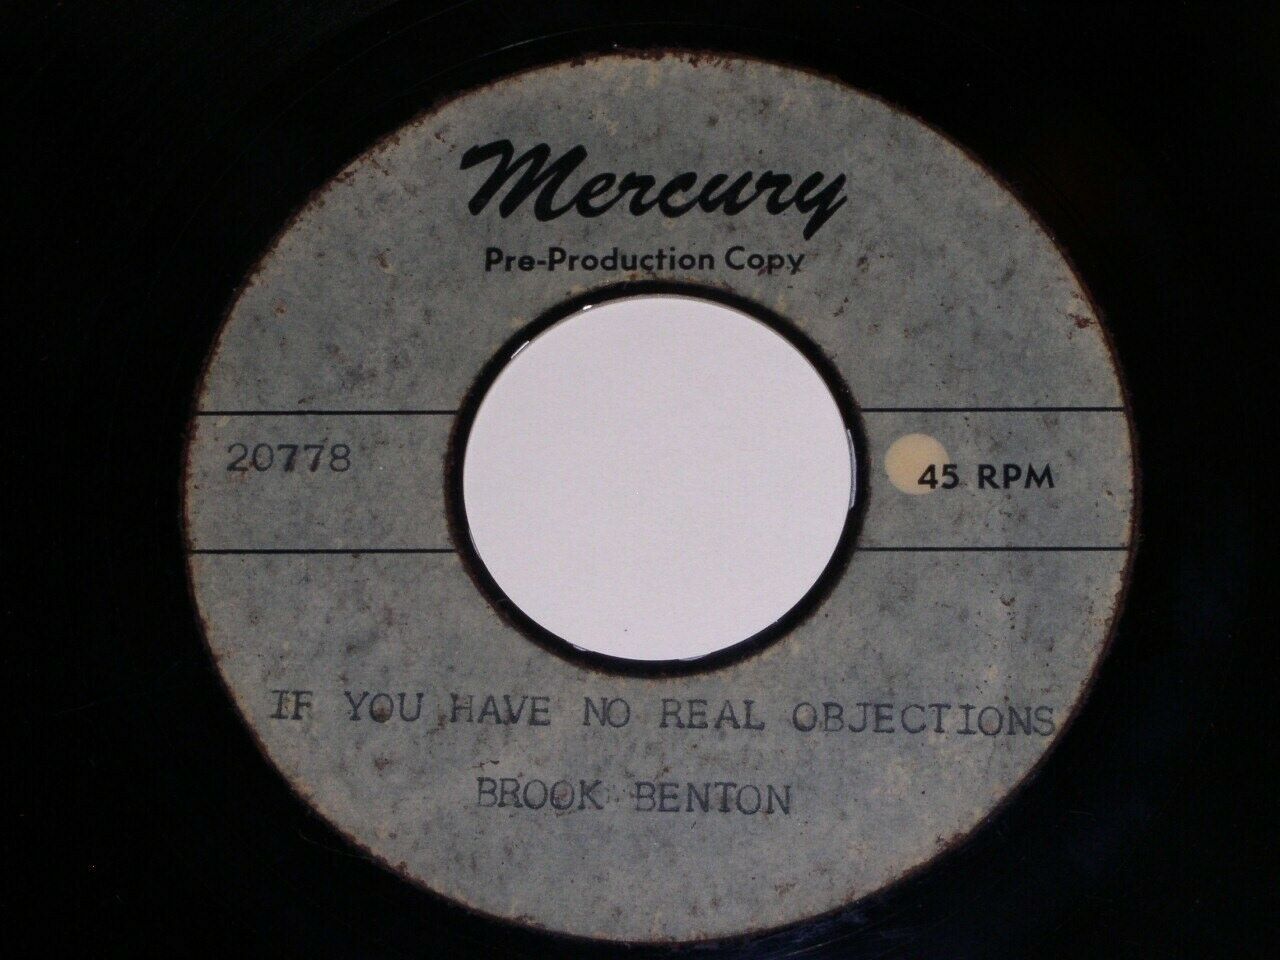 Mercury
Pre-Production Copy
20778
45 RPM
IF YOU HAVE NO REAL OBJECTIONS
BROOK BENTON